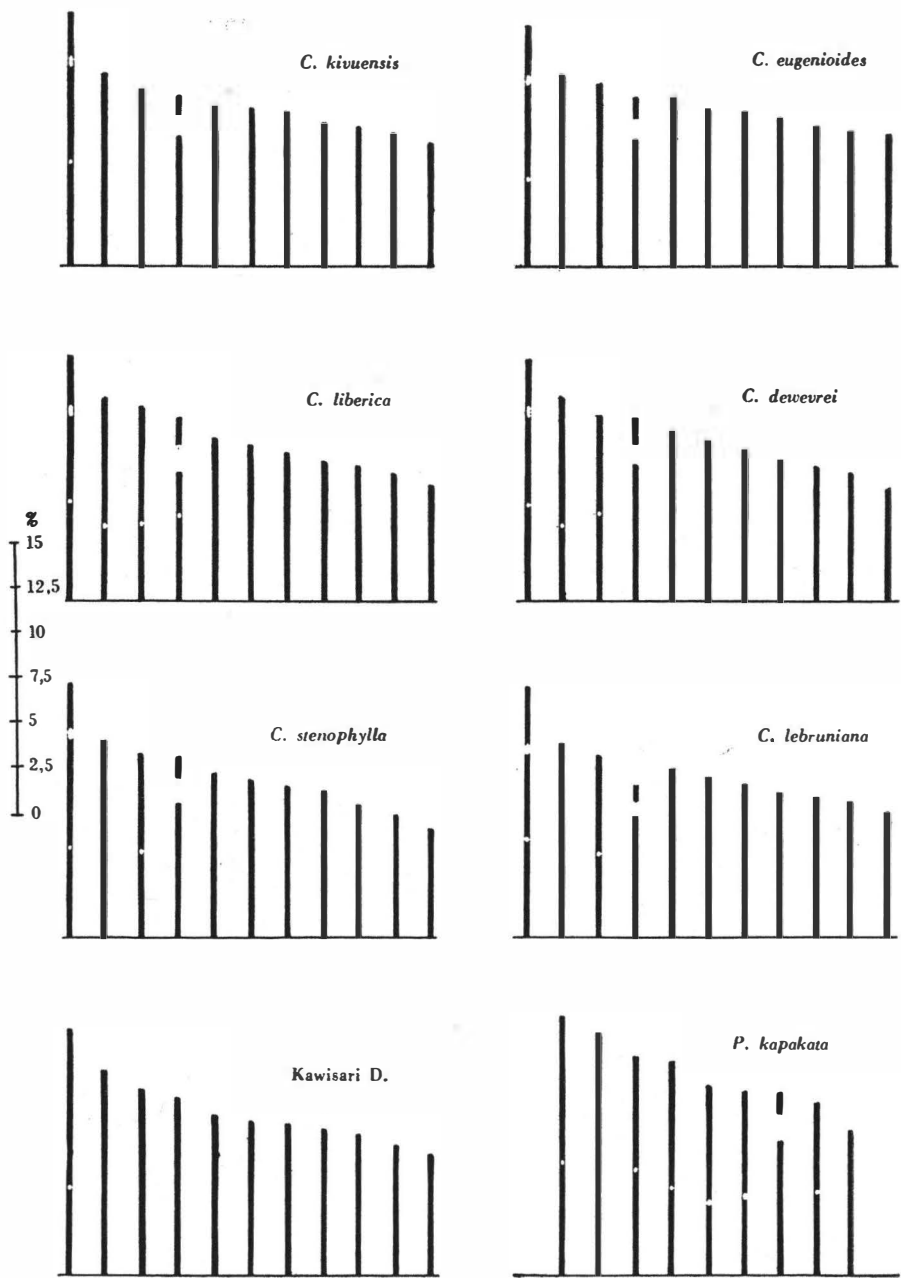 C. kivuensis
C. eugenioides
C. liberica
C. dewevrei
%
15
12,5
10
7,5
5
2,5
0
C. stenophylla
C. lebruniana
Kawisari D.
P. kapakata